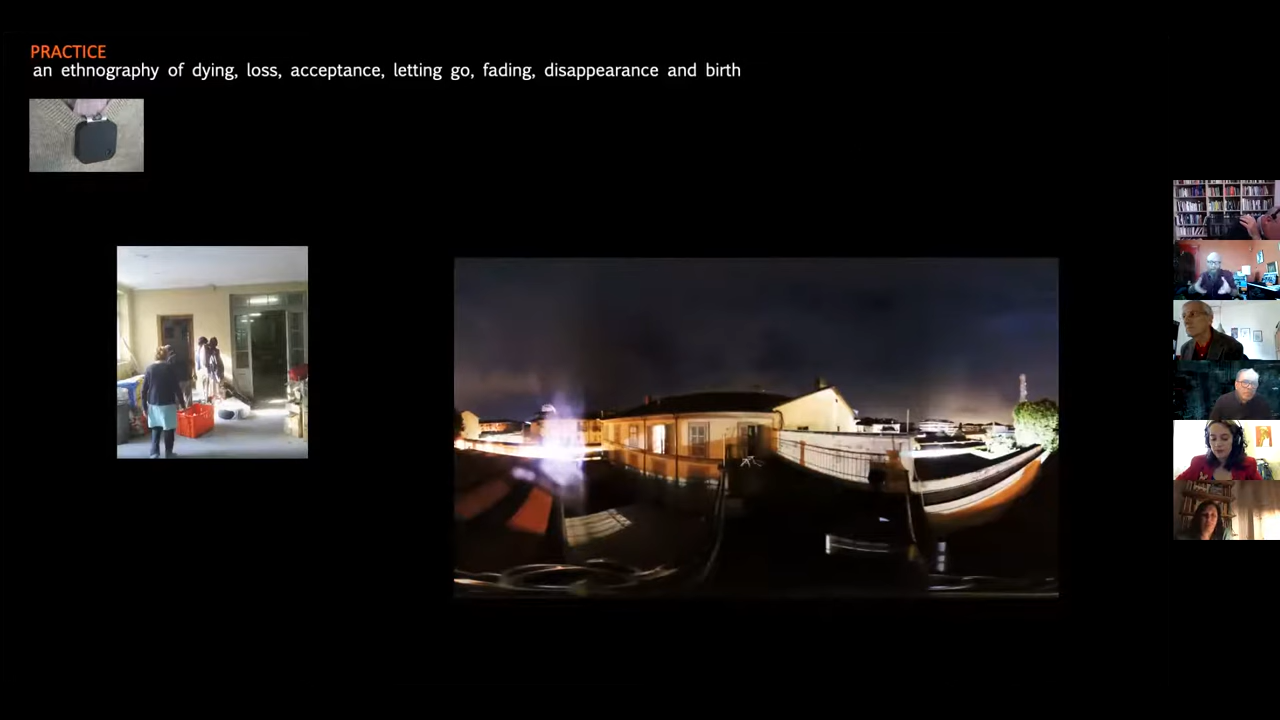 PRACTICE
an ethnography of dying, loss, acceptance, letting go, fading, disappearance and birth